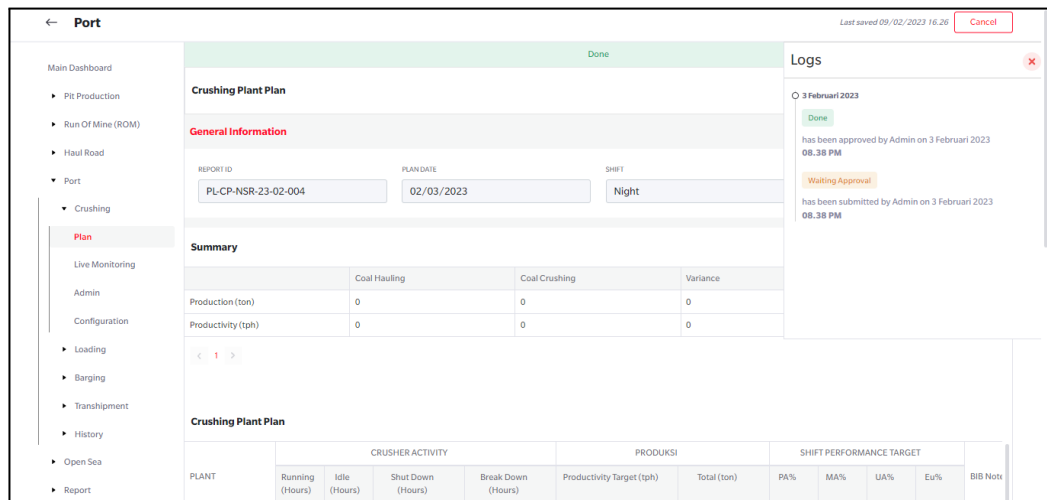 ← Port
Last saved 09/02/2023 16.26
Cancel
Main Dashboard
Pit Production
Run Of Mine (ROM)
Haul Road
Port
Crushing
Plan
Live Monitoring
Admin
Configuration
Loading
Barging
Transhipment
History
Open Sea
Report
Done
Crushing Plant Plan
General Information
REPORT ID PLAN DATE SHIFT
PL-CP-NSR-23-02-004 02/03/2023 Night
Summary
Coal Hauling Coal Crushing Variance
Production (ton) 0 0 0
Productivity (tph) 0 0 0
< 1 >
Crushing Plant Plan
CRUSHER ACTIVITY PRODUKSI SHIFT PERFORMANCE TARGET
PLANT Running (Hours) Idle (Hours) Shut Down (Hours) Break Down (Hours) Productivity Target (tph) Total (ton) PA% MA% UA% Eu% BIB Note
Logs
3 Februari 2023
Done
has been approved by Admin on 3 Februari 2023
08.38 PM
Waiting Approval
has been submitted by Admin on 3 Februari 2023
08.38 PM